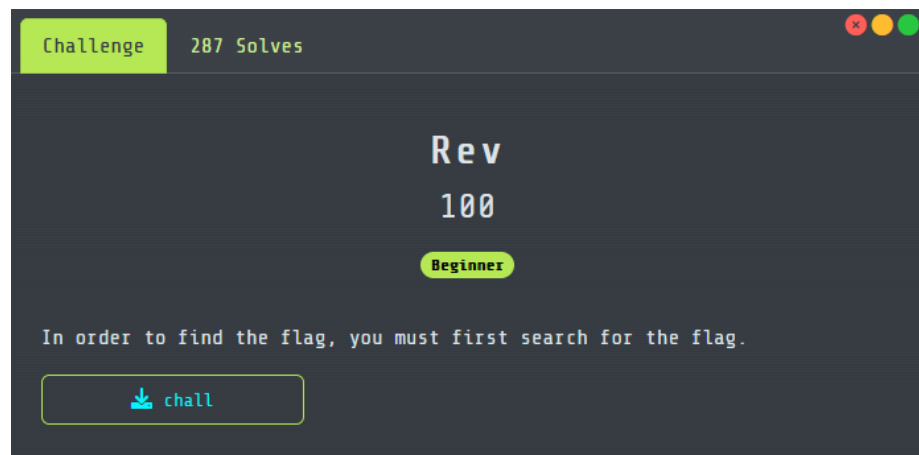 Challenge 287 Solves
Rev
100
Beginner
In order to find the flag, you must first search for the flag.
chall